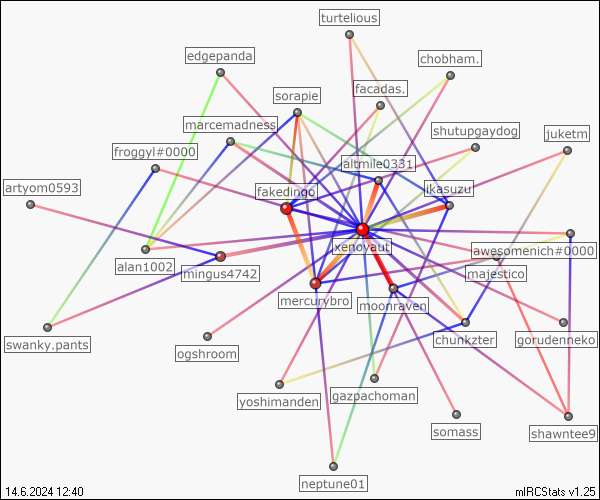 turtelious
edgepanda
chobham.
sorapie
facadas.
marcemadness
shutupgaydog
juketm
froggyl#0000
altmile0331
artyom0593
fakedingo
ikasuzu
xenoyaut
awesomenich#0000
alan1002
mingus4742
majestico
mercurybro
moonraven
swanky.pants
ogshroom
chunkzter
gorudenneko
yoshimanden
gazpachoman
somass
shawntee9
neptune01
14.6.2024 12:40
mIRCStats v1.25